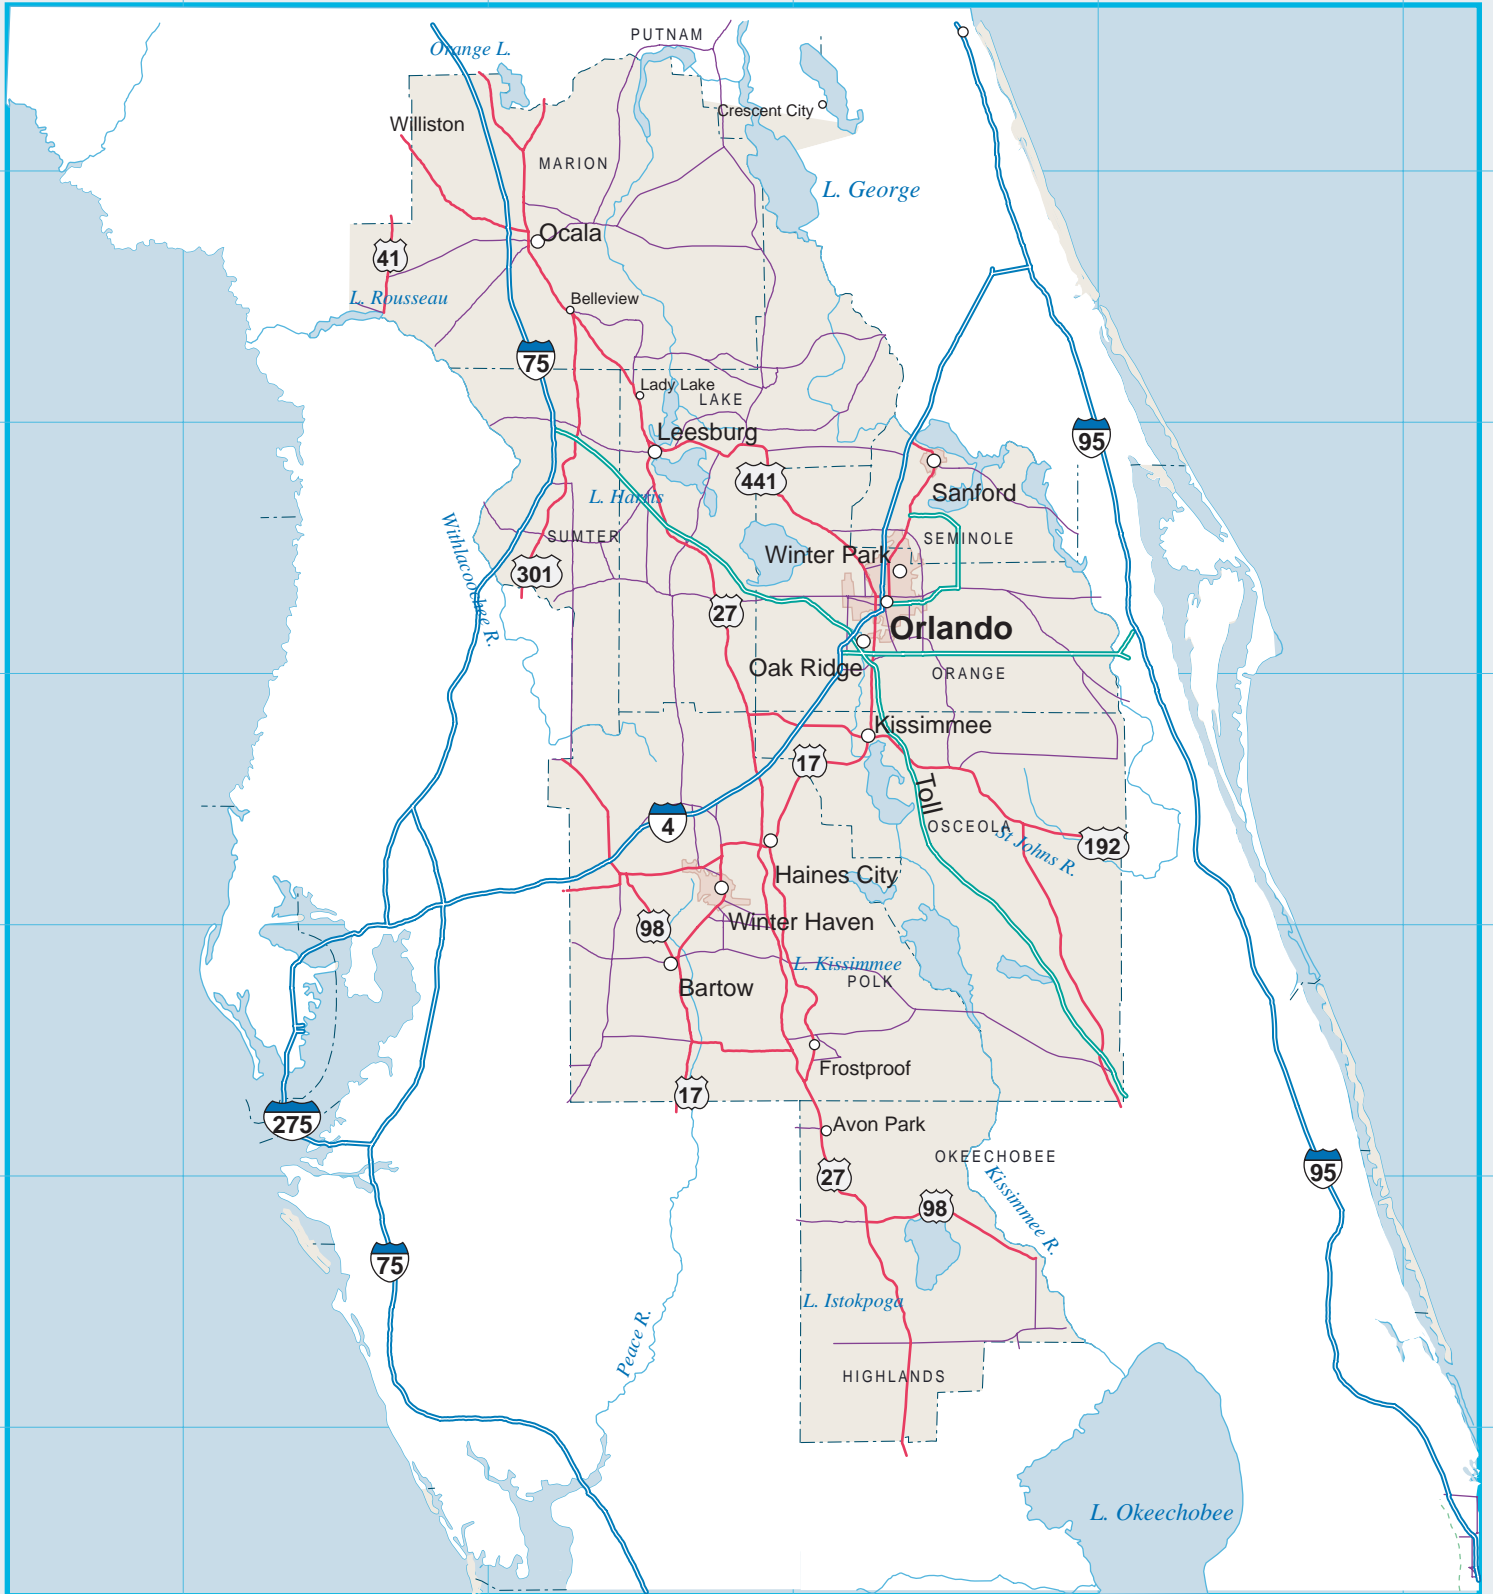 PUTNAM
Orange L.
Crescent City
Williston
MARION
L. George
Ocala
41
L. Rousseau
Belleview
75
Lady Lake
LAKE
Leesburg
95
441
L. Harris
Sanford
Withlacoochee R.
SUMTER
SEMINOLE
Winter Park
301
27
Orlando
Oak Ridge
ORANGE
Kissimmee
17
Toll
4
OSCEOLA
St Johns R.
192
Haines City
98
Winter Haven
L. Kissimmee
POLK
Bartow
Frostproof
17
275
Avon Park
OKEECHOBEE
27
95
Kissimmee R.
98
75
L. Istokpoga
Peace R.
HIGHLANDS
L. Okeechobee